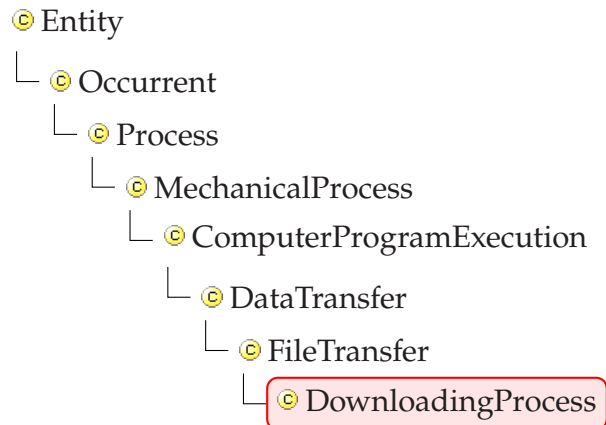 Entity
Occurrent
Process
MechanicalProcess
ComputerProgramExecution
DataTransfer
FileTransfer
DownloadingProcess